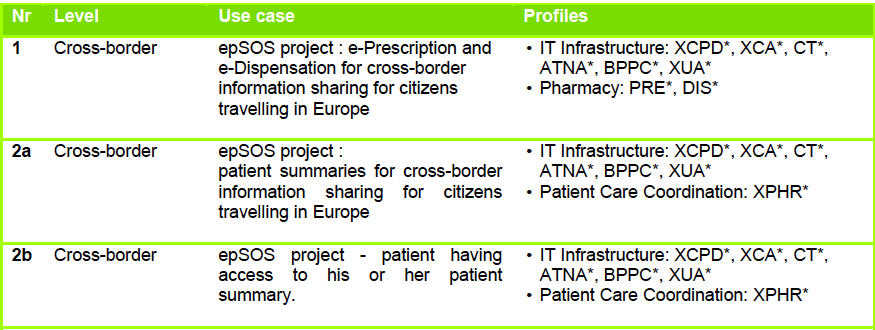 Nr Level Use case Profiles
1 Cross-border epSOS project : e-Prescription and • IT Infrastructure: XCPD*, XCA*, CT*,
e-Dispensation for cross-border ATNA*, BPPC*, XUA*
information sharing for citizens • Pharmacy: PRE*, DIS*
travelling in Europe
2a Cross-border epSOS project : • IT Infrastructure: XCPD*, XCA*, CT*,
patient summaries for cross-border ATNA*, BPPC*, XUA*
information sharing for citizens • Patient Care Coordination: XPHR*
travelling in Europe
2b Cross-border epSOS project - patient having • IT Infrastructure: XCPD*, XCA*, CT*,
access to his or her patient ATNA*, BPPC*, XUA*
summary. • Patient Care Coordination: XPHR*